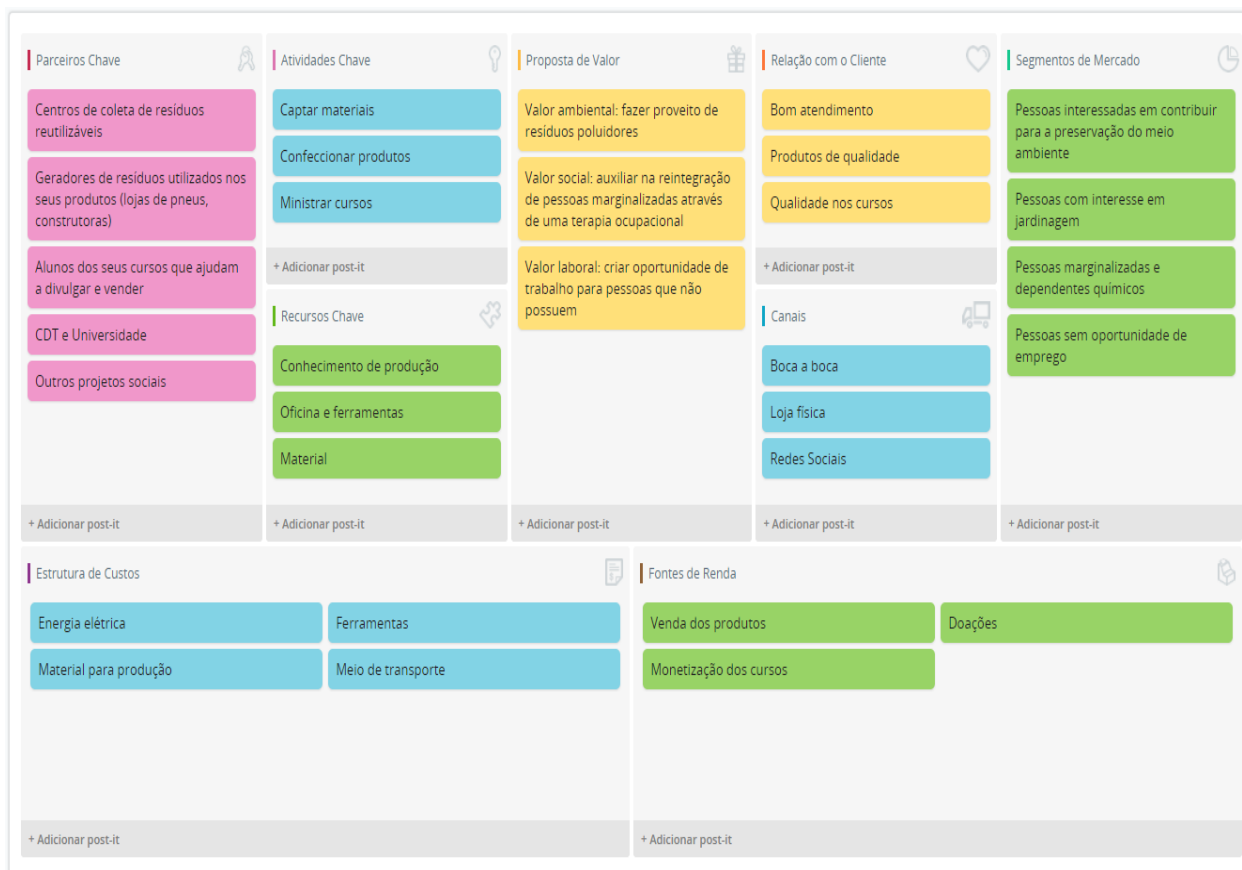 Parceiros Chave
Centros de coleta de resíduos
reutilizáveis
Geradores de resíduos utilizados nos
seus produtos (lojas de pneus,
construtoras)
Alunos dos seus cursos que ajudam
a divulgar e vender
CDT e Universidade
Outros projetos sociais
+ Adicionar post-it
Atividades Chave
Captar materiais
Confeccionar produtos
Ministrar cursos
+ Adicionar post-it
Recursos Chave
Conhecimento de produção
Oficina e ferramentas
Material
+ Adicionar post-it
Proposta de Valor
Valor ambiental: fazer proveito de
resíduos poluidores
Valor social: auxiliar na reintegração
de pessoas marginalizadas através
de uma terapia ocupacional
Valor laboral: criar oportunidade de
trabalho para pessoas que não
possuem
+ Adicionar post-it
Relação com o Cliente
Bom atendimento
Produtos de qualidade
Qualidade nos cursos
+ Adicionar post-it
Canais
Boca a boca
Loja física
Redes Sociais
+ Adicionar post-it
Segmentos de Mercado
Pessoas interessadas em contribuir
para a preservação do meio
ambiente
Pessoas com interesse em
jardinagem
Pessoas marginalizadas e
dependentes químicos
Pessoas sem oportunidade de
emprego
+ Adicionar post-it
Estrutura de Custos
Energia elétrica
Ferramentas
Material para produção
Meio de transporte
+ Adicionar post-it
Fontes de Renda
Venda dos produtos
Doações
Monetização dos cursos
+ Adicionar post-it